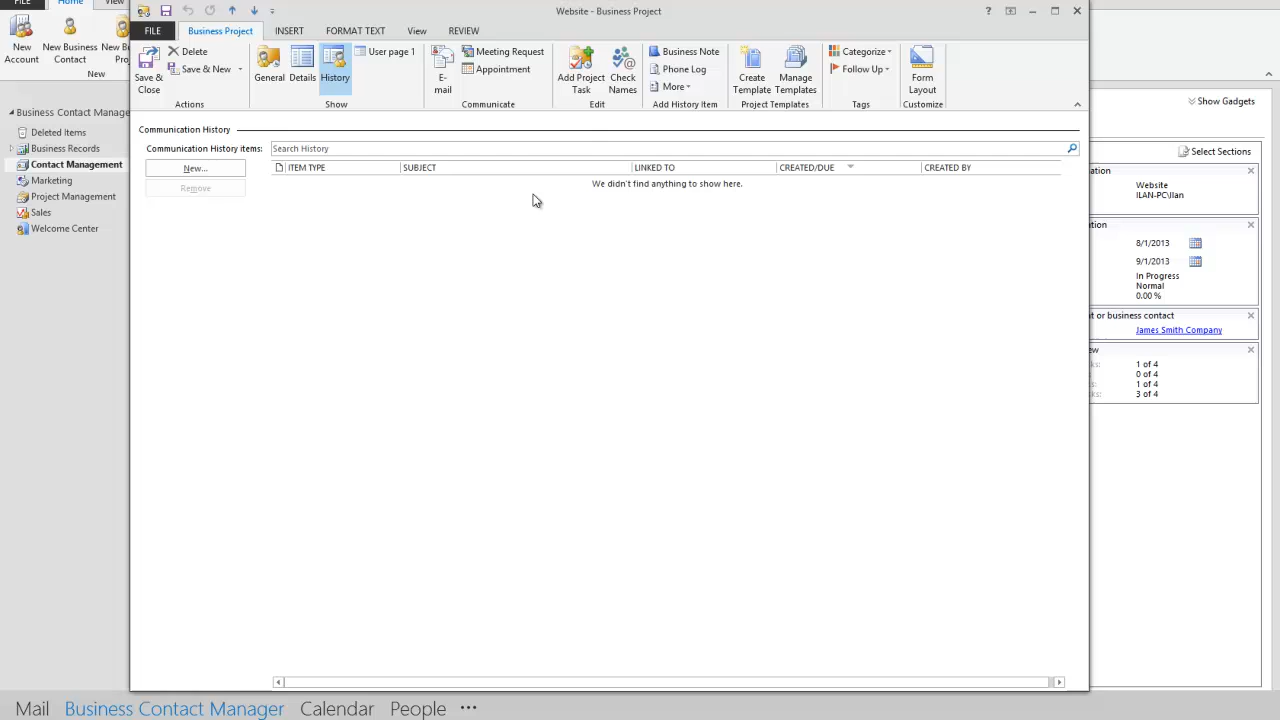 Website - Business Project
FILE Home View
FILE Business Project INSERT FORMAT TEXT View REVIEW
New Account
New Business Contact
New
Save & Close
Delete
Save & New
Actions
General
Details
History
User page 1
Show
E-mail
Meeting Request
Appointment
Communicate
Add Project Task
Check Names
Edit
Business Note
Phone Log
More
Add History Item
Create Template
Manage Templates
Project Templates
Categorize
Follow Up
Tags
Form Layout
Customize
Business Contact Manage
Deleted Items
Business Records
Contact Management
Marketing
Project Management
Sales
Welcome Center
Communication History
Communication History items:
Search History
New...
Remove
ITEM TYPE SUBJECT LINKED TO CREATED/DUE CREATED BY
We didn't find anything to show here.
Show Gadgets
Select Sections
ation
Website
ILAN-PC\Ilan
ation
8/1/2013
9/1/2013
In Progress
Normal
0.00 %
t or business contact
James Smith Company
ew
ks: 1 of 4
0 of 4
1 of 4
ks: 3 of 4
Mail Business Contact Manager Calendar People •••